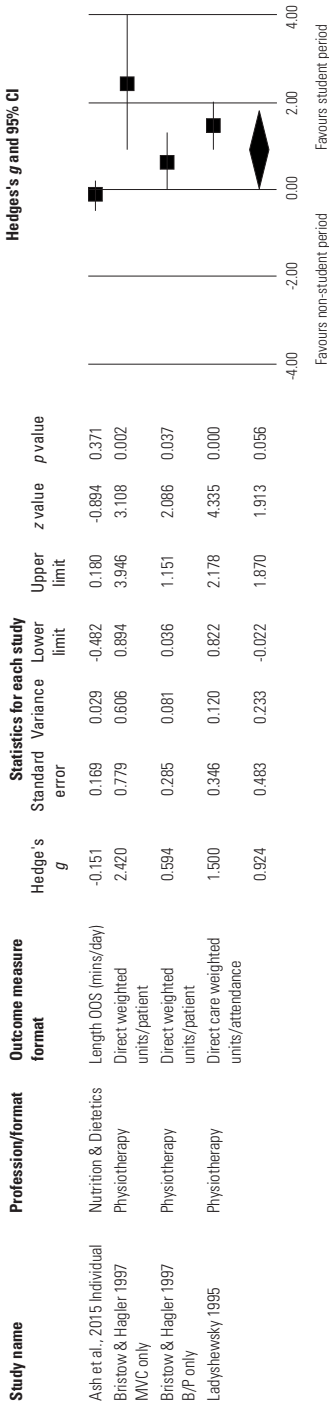 Study name Profession/format Outcome measure format Statistics for each study Hedges's g and 95% CI
Hedge's g Standard error Variance Lower limit Upper limit z value p value
Ash et al., 2015 Individual Nutrition & Dietetics Length OOS (mins/day) -0.151 0.169 0.029 -0.482 0.180 -0.894 0.371
Bristow & Hagler 1997 Physiotherapy Direct weighted 2.420 0.779 0.606 0.894 3.946 3.108 0.002
MVC only units/patient
Bristow & Hagler 1997 Physiotherapy Direct weighted 0.594 0.285 0.081 0.036 1.151 2.086 0.037
B/P only units/patient
Ladyshewsky 1995 Physiotherapy Direct care weighted 1.500 0.346 0.120 0.822 2.178 4.335 0.000
units/attendance
0.924 0.483 0.233 -0.022 1.870 1.913 0.056
-4.00 -2.00 0.00 2.00 4.00
Favours non-student period Favours student period